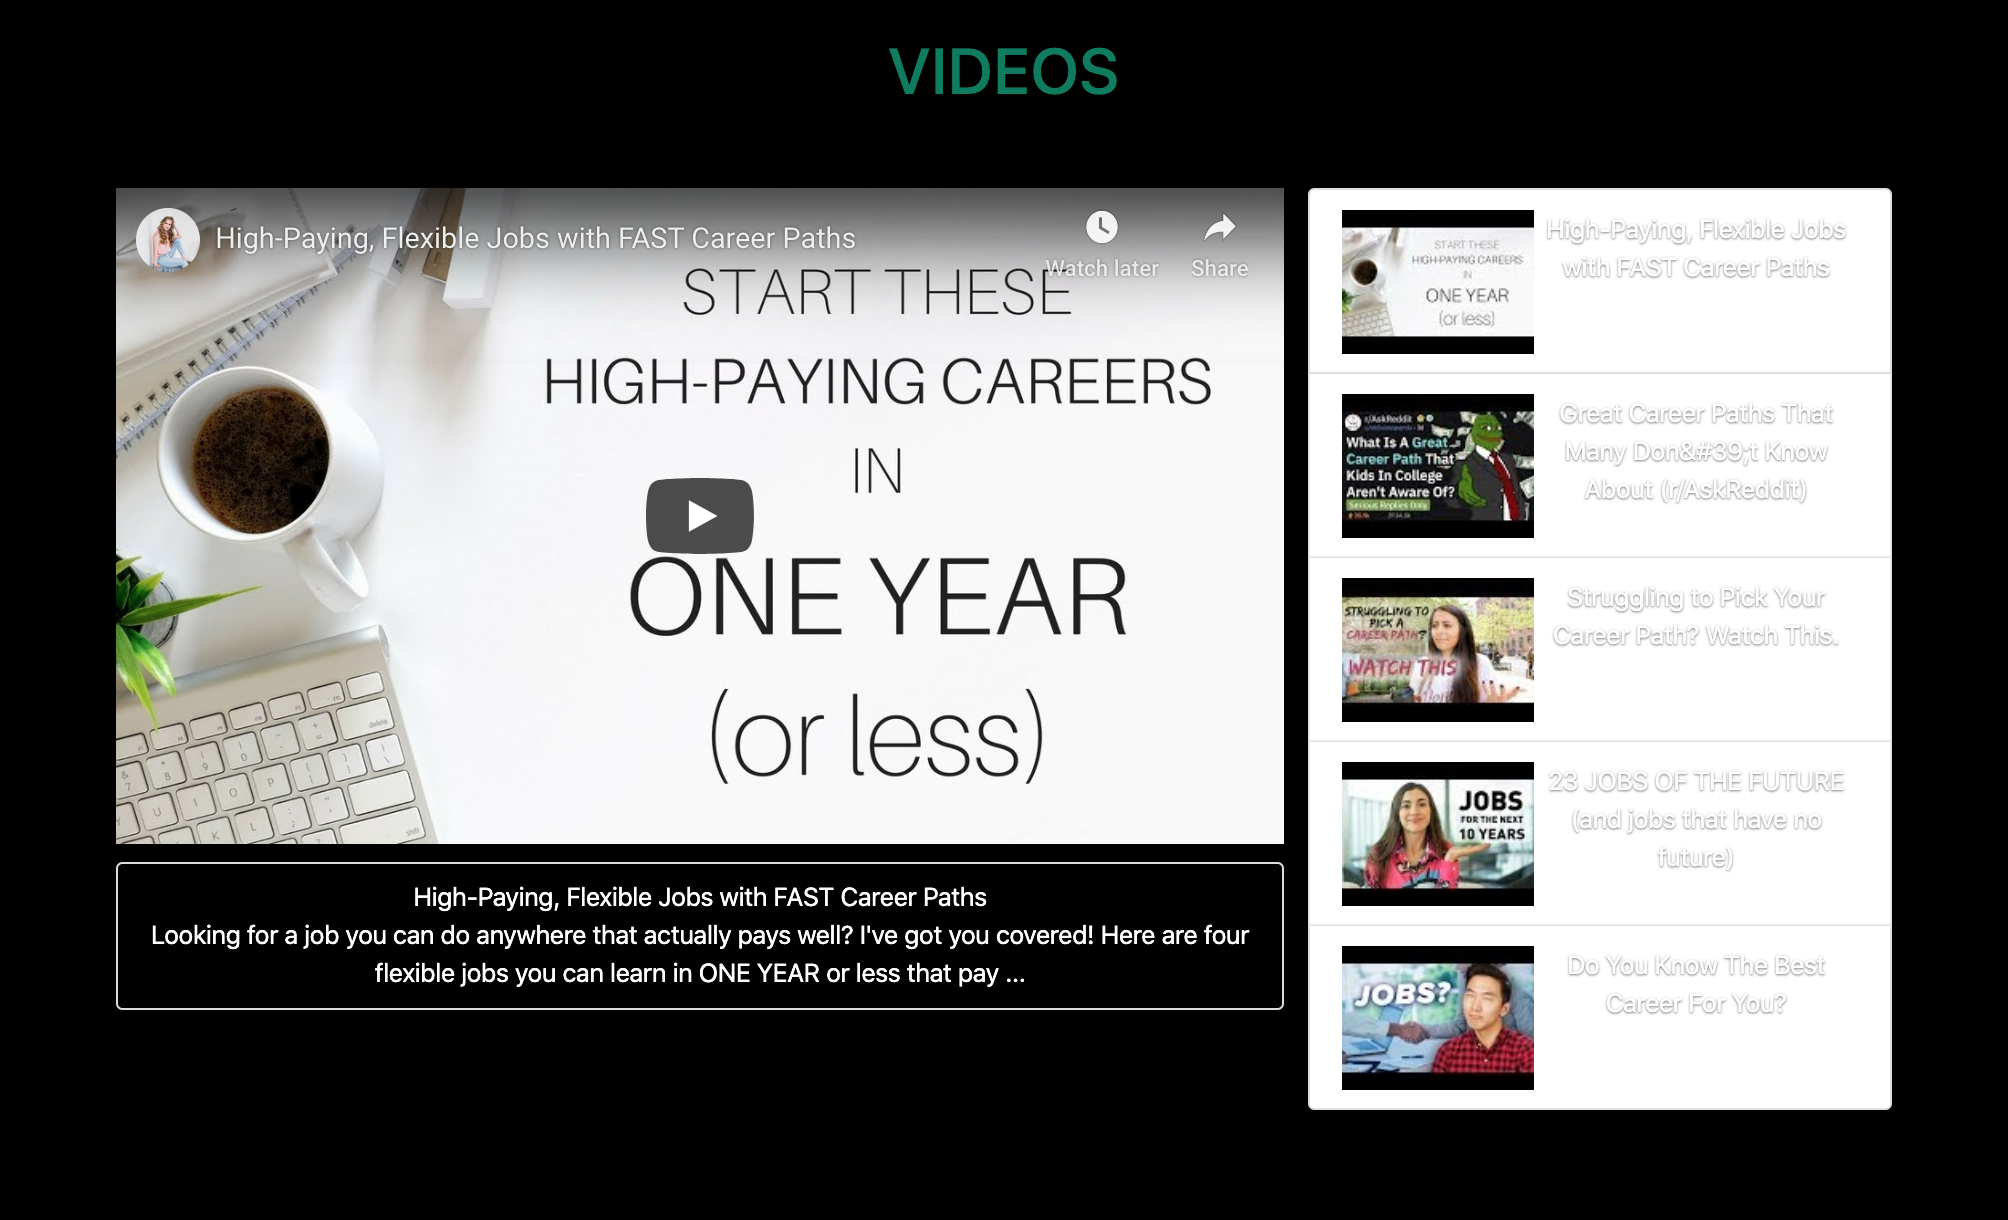 VIDEOS
High-Paying, Flexible Jobs with FAST Career Paths
Watch later
Share
START THESE
HIGH-PAYING CAREERS
IN
ONE YEAR
(or less)
High-Paying, Flexible Jobs with FAST Career Paths
Looking for a job you can do anywhere that actually pays well? I've got you covered! Here are four
flexible jobs you can learn in ONE YEAR or less that pay ...
START THESE
HIGH-PAYING CAREERS
IN
ONE YEAR
(or less)
High-Paying, Flexible Jobs
with FAST Career Paths
r/AskReddit
What Is A Great
Career Path That
Kids In College
Aren't Aware Of?
Serious Replies Only
Great Career Paths That
Many Don&#39;t Know
About (r/AskReddit)
STRUGGLING TO
PICK A
CAREER PATH?
WATCH THIS
Struggling to Pick Your
Career Path? Watch This.
JOBS
FOR THE NEXT
10 YEARS
23 JOBS OF THE FUTURE
(and jobs that have no
future)
JOBS?
Do You Know The Best
Career For You?